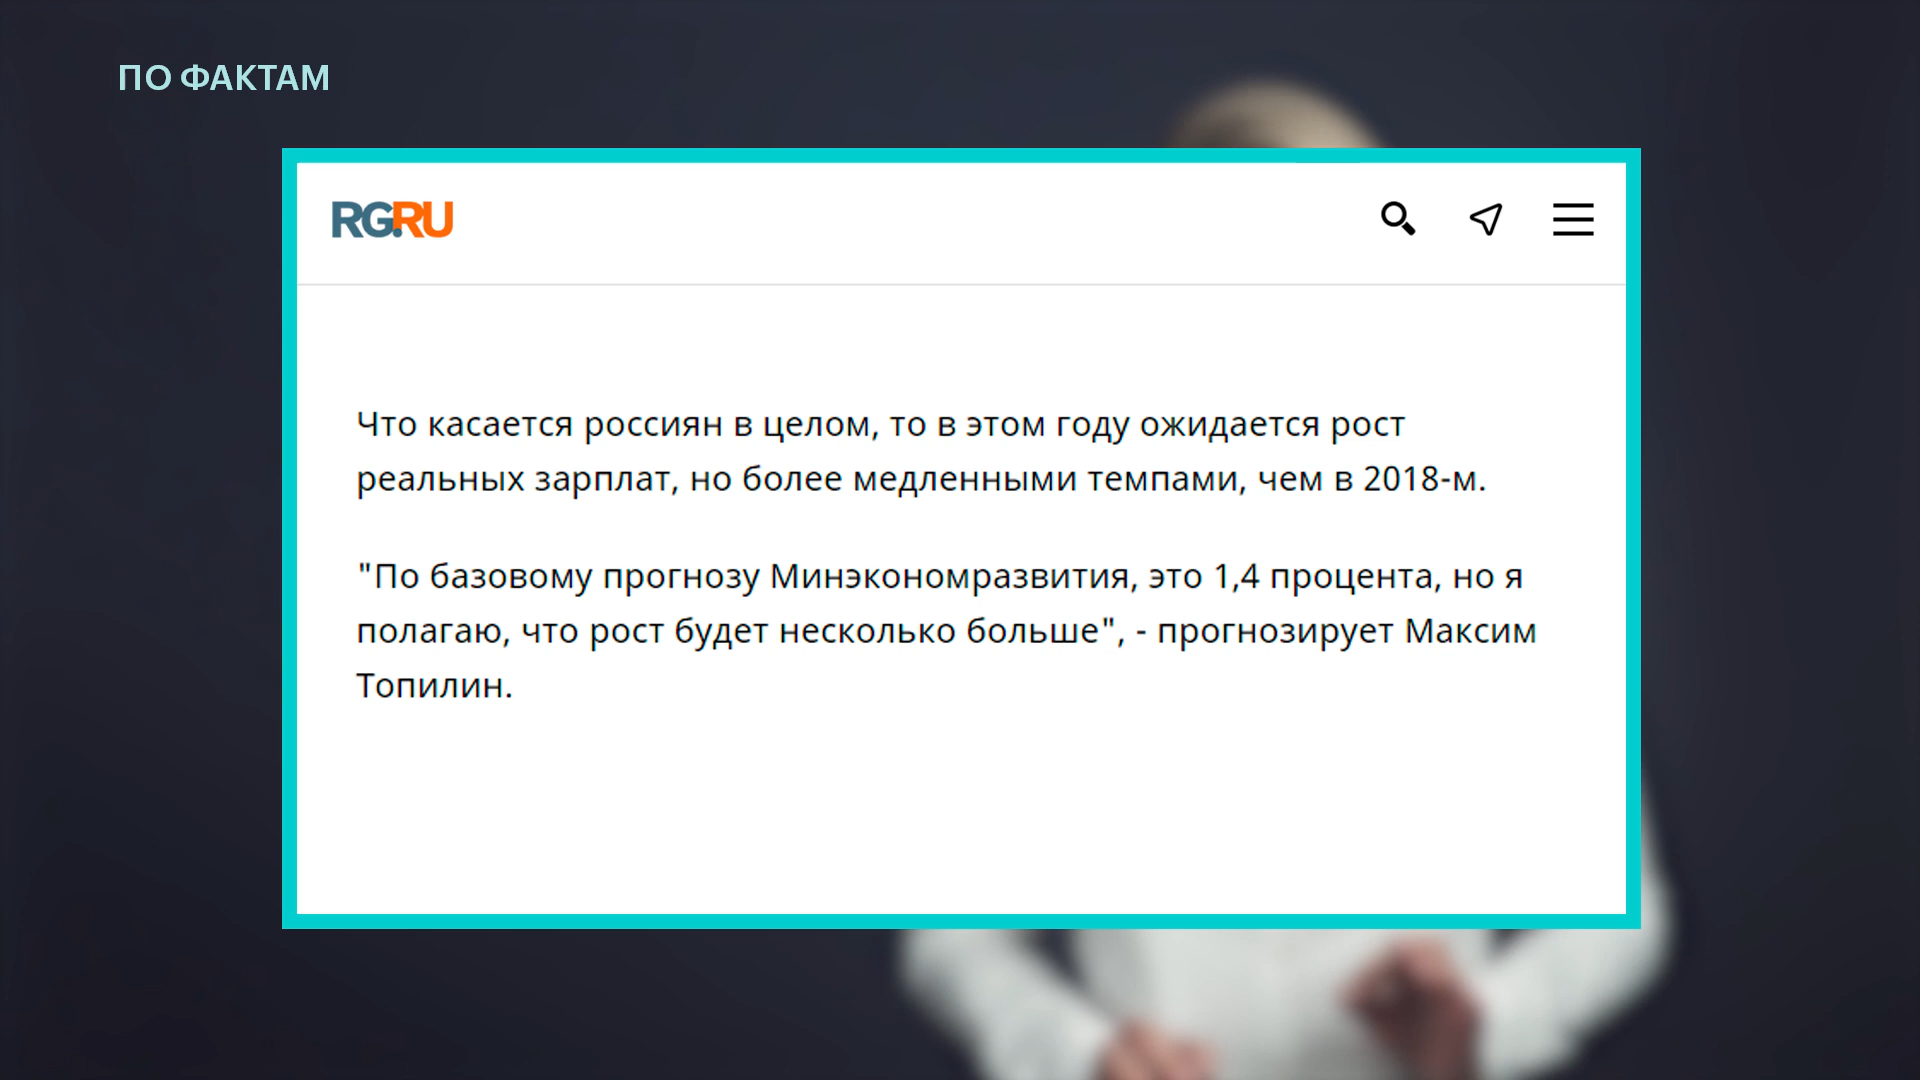 ПО ФАКТАМ
RG.RU
Что касается россиян в целом, то в этом году ожидается рост
реальных зарплат, но более медленными темпами, чем в 2018-м.
"По базовому прогнозу Минэкономразвития, это 1,4 процента, но я
полагаю, что рост будет несколько больше", - прогнозирует Максим
Топилин.